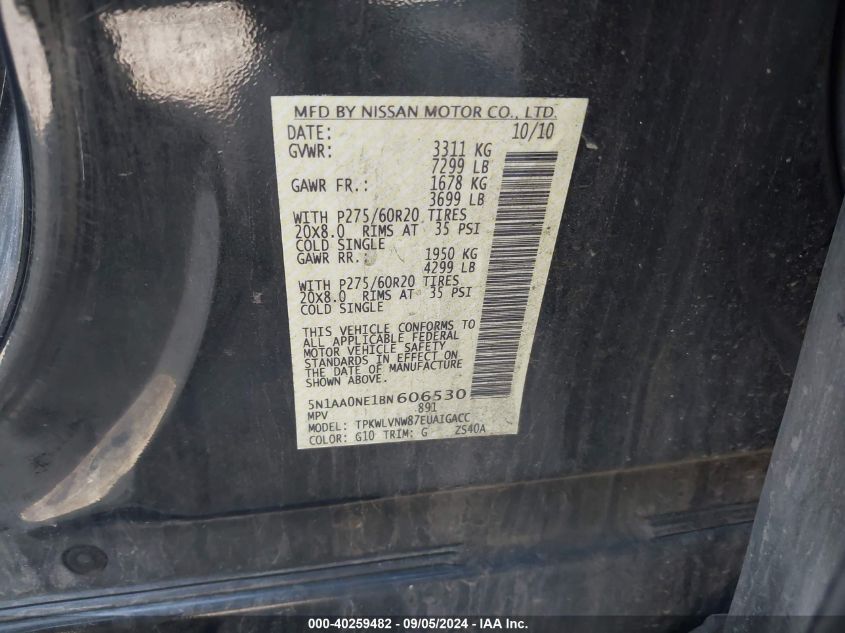 MFD BY NISSAN MOTOR CO., LTD.
DATE: 10/10
GVWR: 3311 KG
7299 LB
GAWR FR.: 1678 KG
3699 LB
WITH P275/60R20 TIRES
20X8.0 RIMS AT 35 PSI
COLD SINGLE
GAWR RR.: 1950 KG
4299 LB
WITH P275/60R20 TIRES
20X8.0 RIMS AT 35 PSI
COLD SINGLE
THIS VEHICLE CONFORMS TO
ALL APPLICABLE FEDERAL
MOTOR VEHICLE SAFETY
STANDARDS IN EFFECT ON
THE DATE OF MANUFACTURE
SHOWN ABOVE.
5N1AA0NE1BN606530
MPV 891
MODEL: TPKWLVNW87EUAIGACC
COLOR: G10 TRIM: G ZS40A
000-40259482 - 09/05/2024 - IAA Inc.